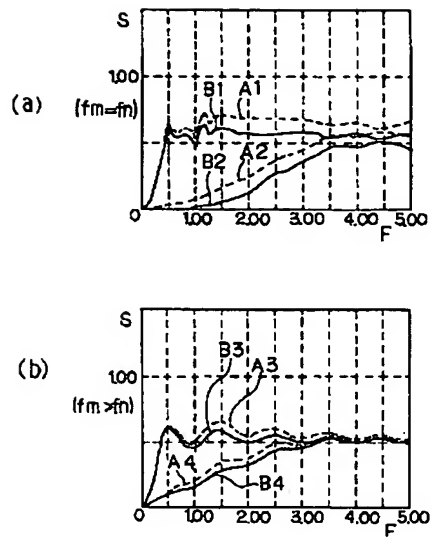 (a)
S
1.00
(fm=fn)
B1
A1
B2
A2
0
1.00
2.00
3.00
4.00
5.00
F
(b)
S
1.00
(fm>fn)
B3
A3
A4
B4
0
1.00
2.00
3.00
4.00
5.00
F